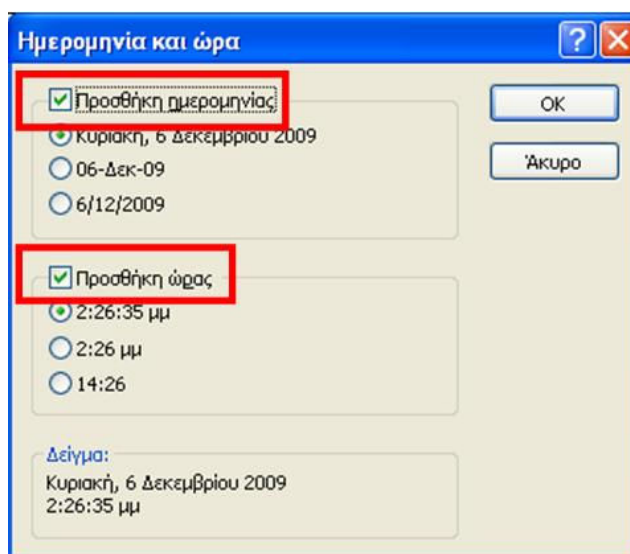 Ημερομηνία και ώρα
Προσθήκη ημερομηνίας
Κυριακή, 6 Δεκεμβρίου 2009
06-Δεκ-09
6/12/2009
OK
Άκυρο
Προσθήκη ώρας
2:26:35 μμ
2:26 μμ
14:26
Δείγμα:
Κυριακή, 6 Δεκεμβρίου 2009
2:26:35 μμ